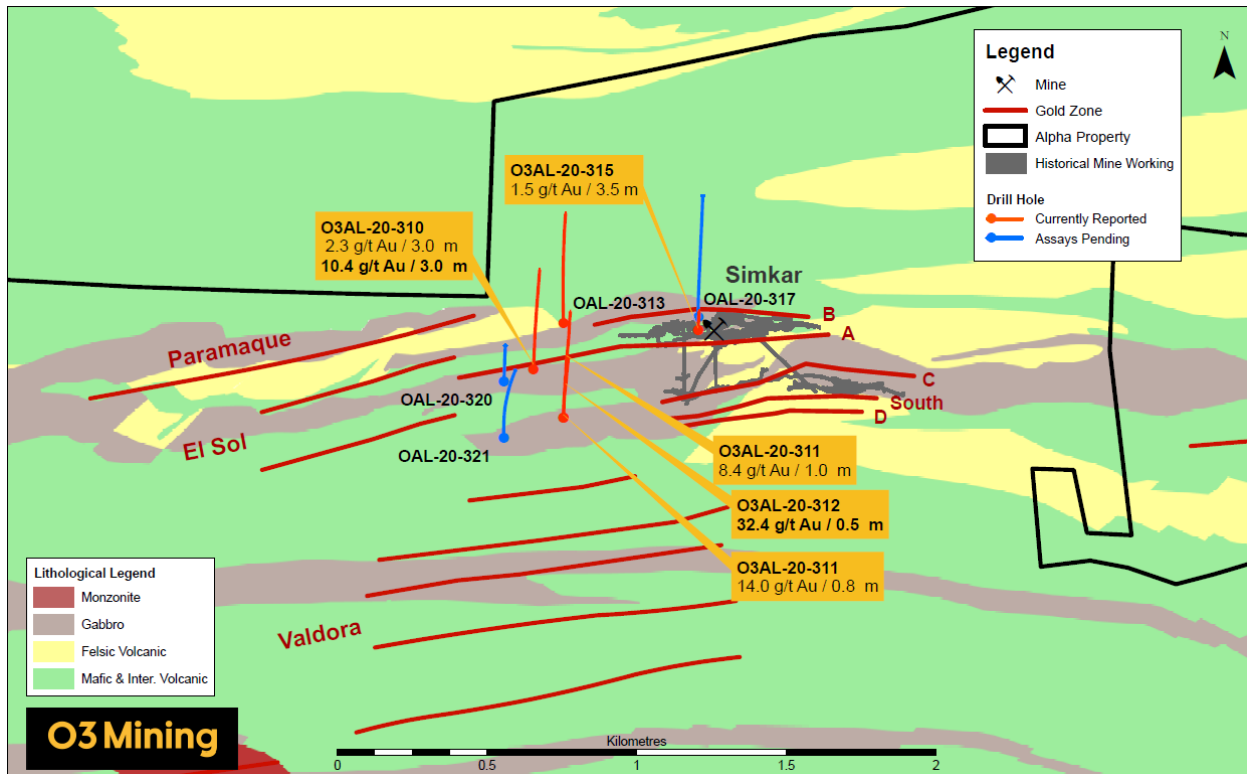 Legend
Mine
Gold Zone
Alpha Property
Historical Mine Working
Drill Hole
Currently Reported
Assays Pending
N
O3AL-20-315
1.5 g/t Au / 3.5 m
O3AL-20-310
2.3 g/t Au / 3.0 m
10.4 g/t Au / 3.0 m
Simkar
OAL-20-313
OAL-20-317
B
A
Paramaque
C
South
D
OAL-20-320
El Sol
OAL-20-321
O3AL-20-311
8.4 g/t Au / 1.0 m
O3AL-20-312
32.4 g/t Au / 0.5 m
O3AL-20-311
14.0 g/t Au / 0.8 m
Valdora
Lithological Legend
Monzonite
Gabbro
Felsic Volcanic
Mafic & Inter. Volcanic
O3 Mining
Kilometres
0 0.5 1 1.5 2